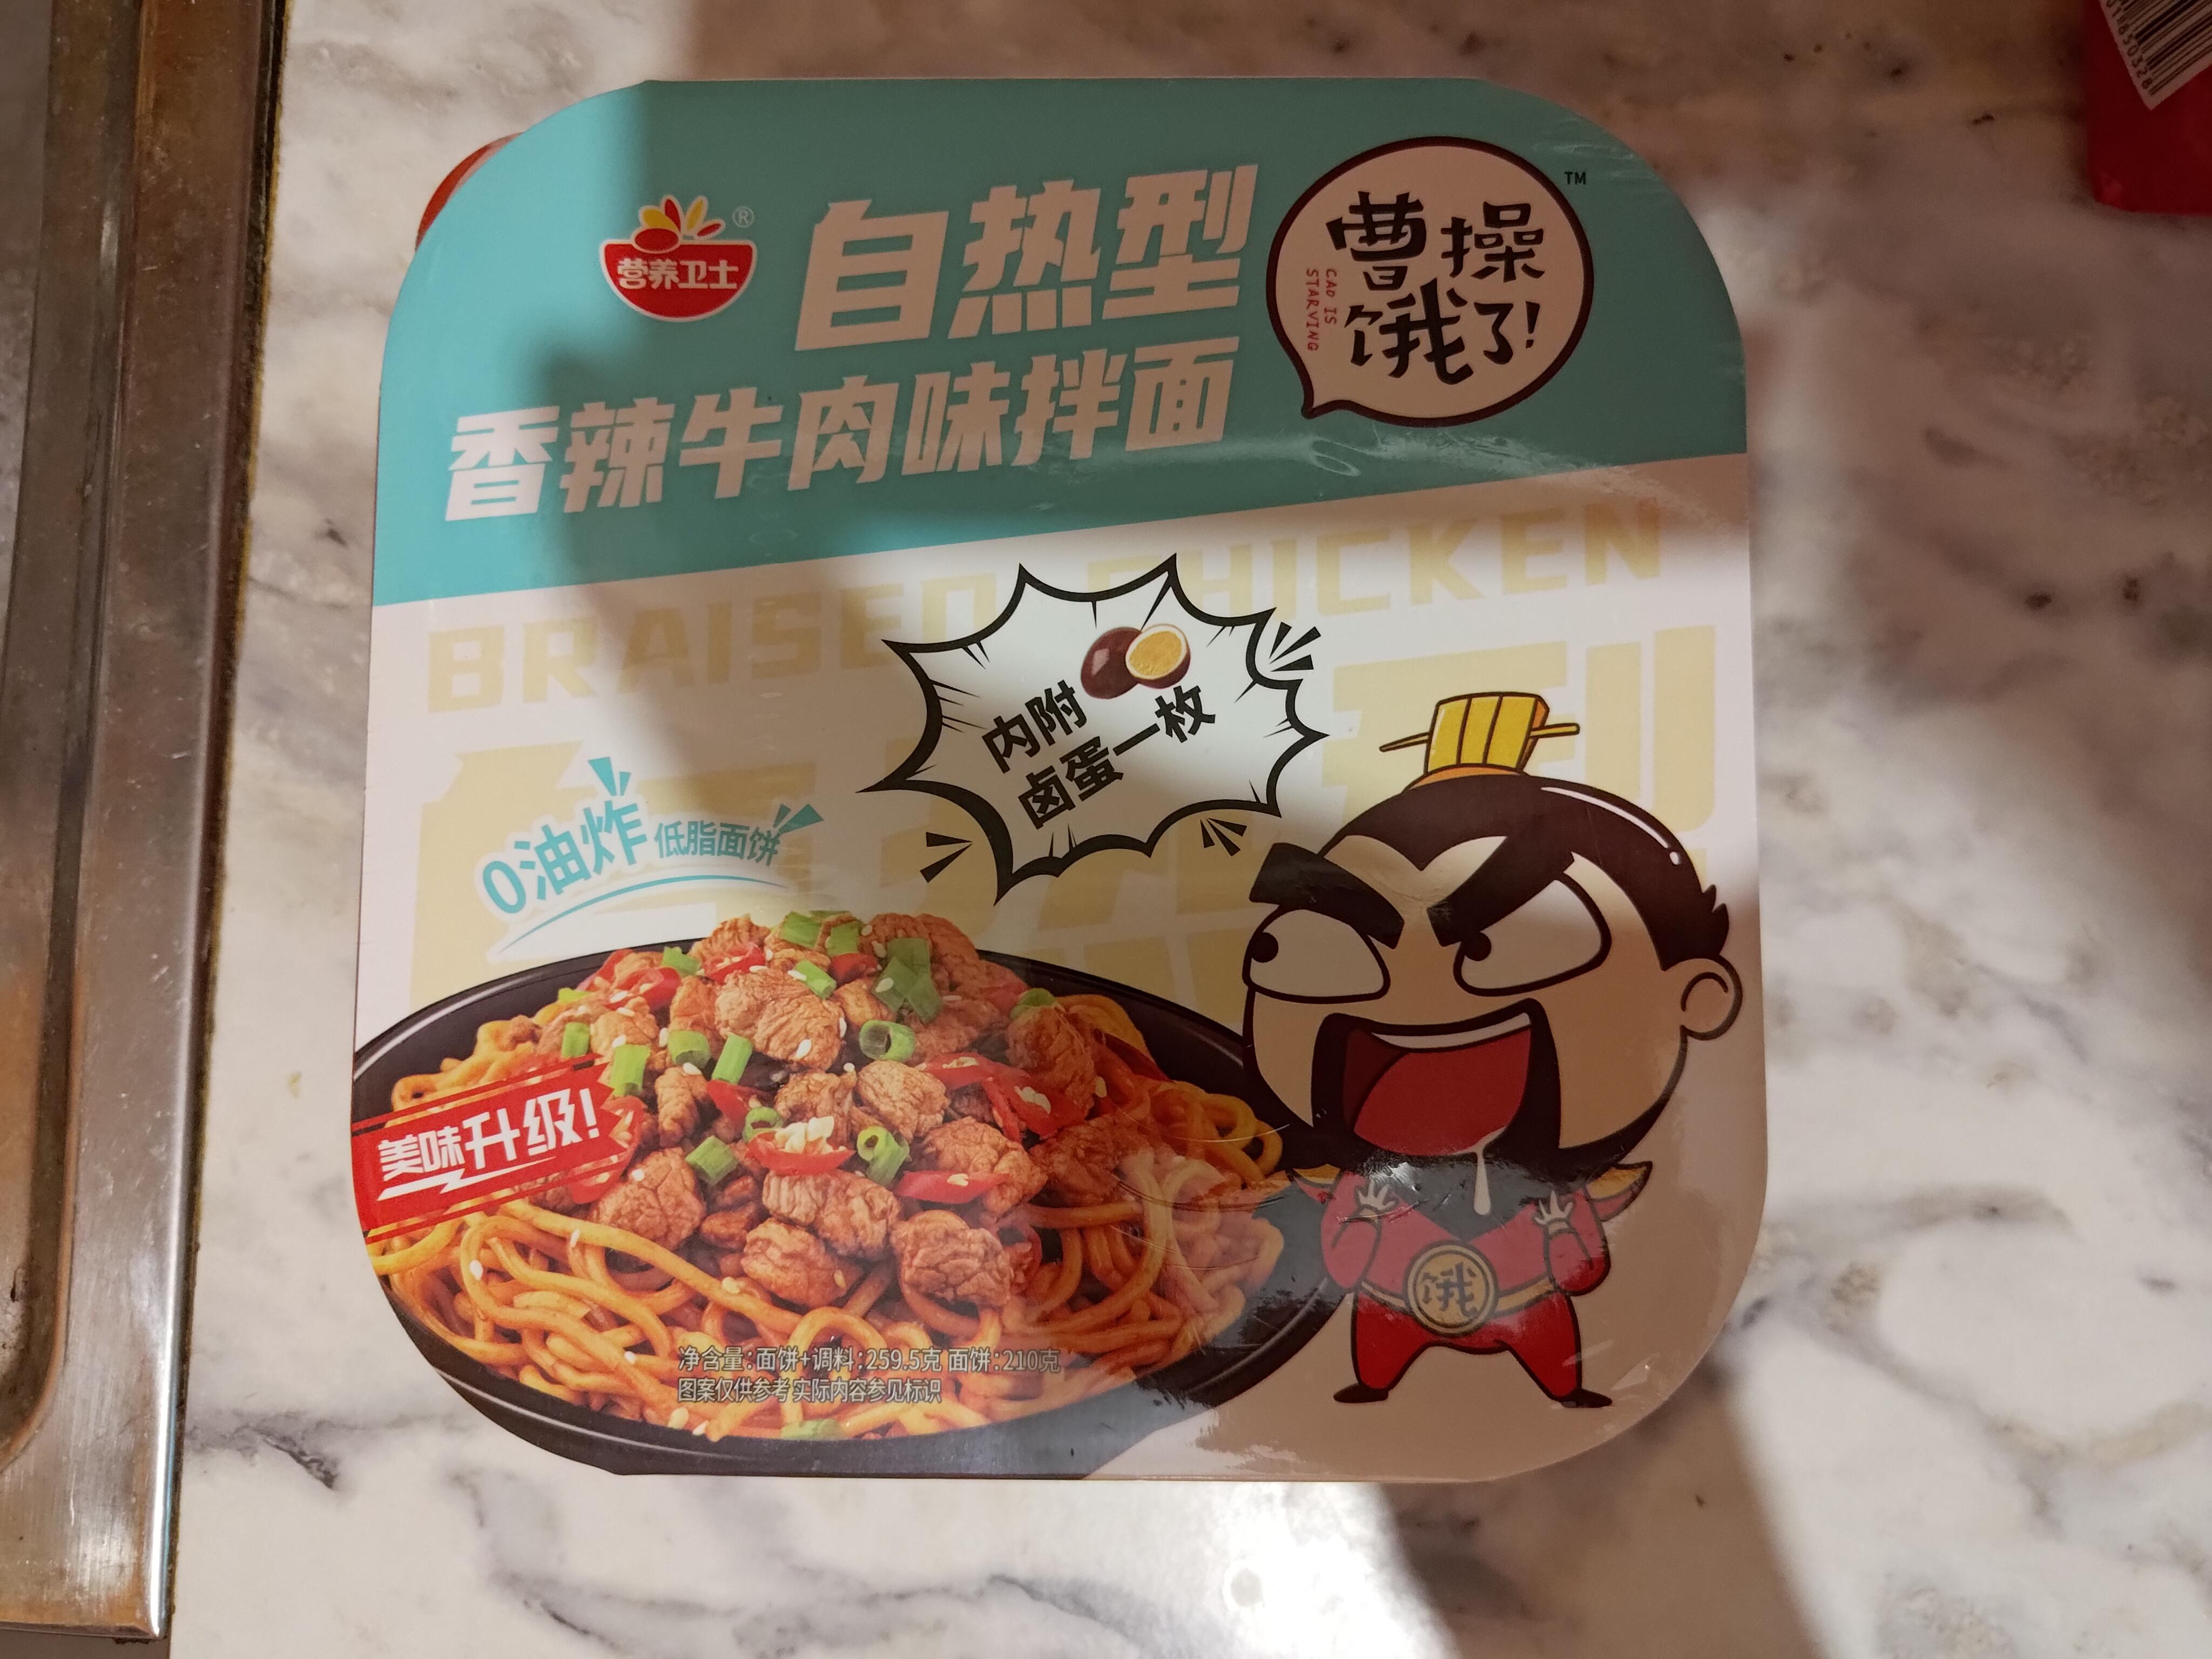 营养卫士
®
自热型
香辣牛肉味拌面
曹操
饿了!
CAO IS
STARVING
TM
BRAISED CHICKEN
内附
卤蛋一枚
0油炸 低脂面饼
美味升级!
饿
净含量:面饼+调料:259.5克 面饼:210克
图案仅供参考 实际内容参见标识